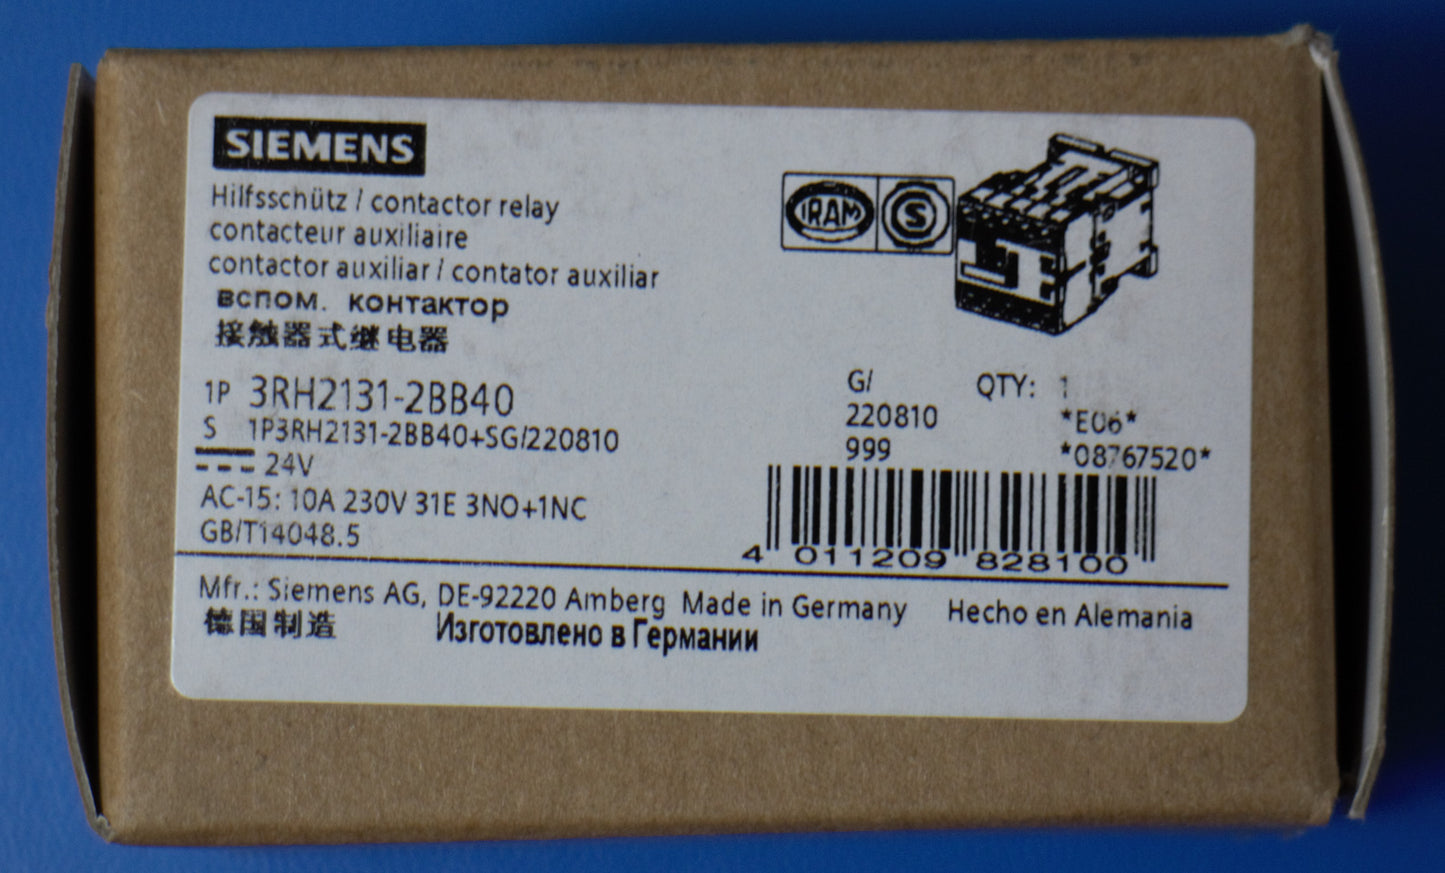 SIEMENS
Hilfsschütz / contactor relay
contacteur auxiliaire
contactor auxiliar / contator auxiliar
вспом. контактор
接触器式继电器
IRAM S
1P 3RH2131-2BB40
S 1P3RH2131-2BB40+SG/220810
24V
AC-15: 10A 230V 31E 3NO+1NC
GB/T14048.5
G/ QTY: 1
220810 *E06*
999 *08767520*
4 011209 828100
Mfr.: Siemens AG, DE-92220 Amberg Made in Germany Hecho en Alemania
德国制造 Изготовлено в Германии